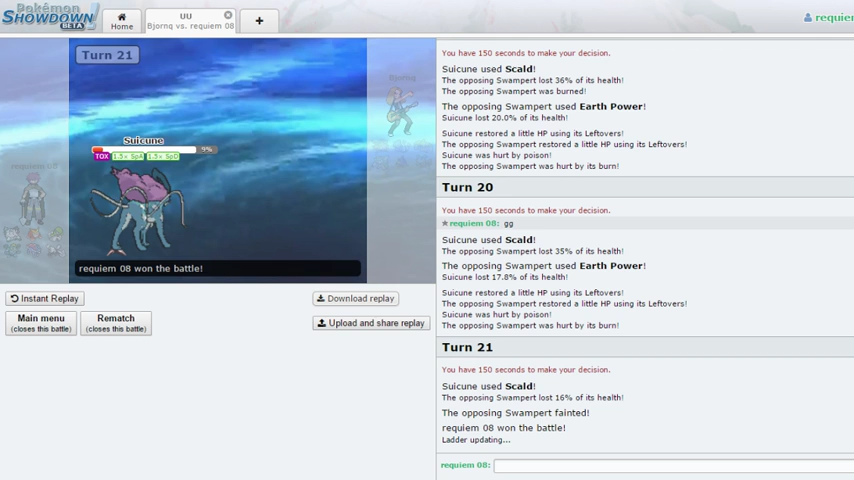 Pokémon
SHOWDOWN!
BETA
Home
UU
Bjornq vs. requiem 08
+
requiem
Turn 21
Suicune
9%
TOX 1.5× SpA 1.5× SpD
requiem 08
requiem 08 won the battle!
Instant Replay
Download replay
Main menu
(closes this battle)
Rematch
(closes this battle)
Upload and share replay
You have 150 seconds to make your decision.
Suicune used Scald!
The opposing Swampert lost 36% of its health!
The opposing Swampert was burned!
The opposing Swampert used Earth Power!
Suicune lost 20.0% of its health!
Suicune restored a little HP using its Leftovers!
The opposing Swampert restored a little HP using its Leftovers!
Suicune was hurt by poison!
The opposing Swampert was hurt by its burn!
Turn 20
You have 150 seconds to make your decision.
★requiem 08: gg
Suicune used Scald!
The opposing Swampert lost 35% of its health!
The opposing Swampert used Earth Power!
Suicune lost 17.8% of its health!
Suicune restored a little HP using its Leftovers!
The opposing Swampert restored a little HP using its Leftovers!
Suicune was hurt by poison!
The opposing Swampert was hurt by its burn!
Turn 21
You have 150 seconds to make your decision.
Suicune used Scald!
The opposing Swampert lost 16% of its health!
The opposing Swampert fainted!
requiem 08 won the battle!
Ladder updating...
requiem 08: